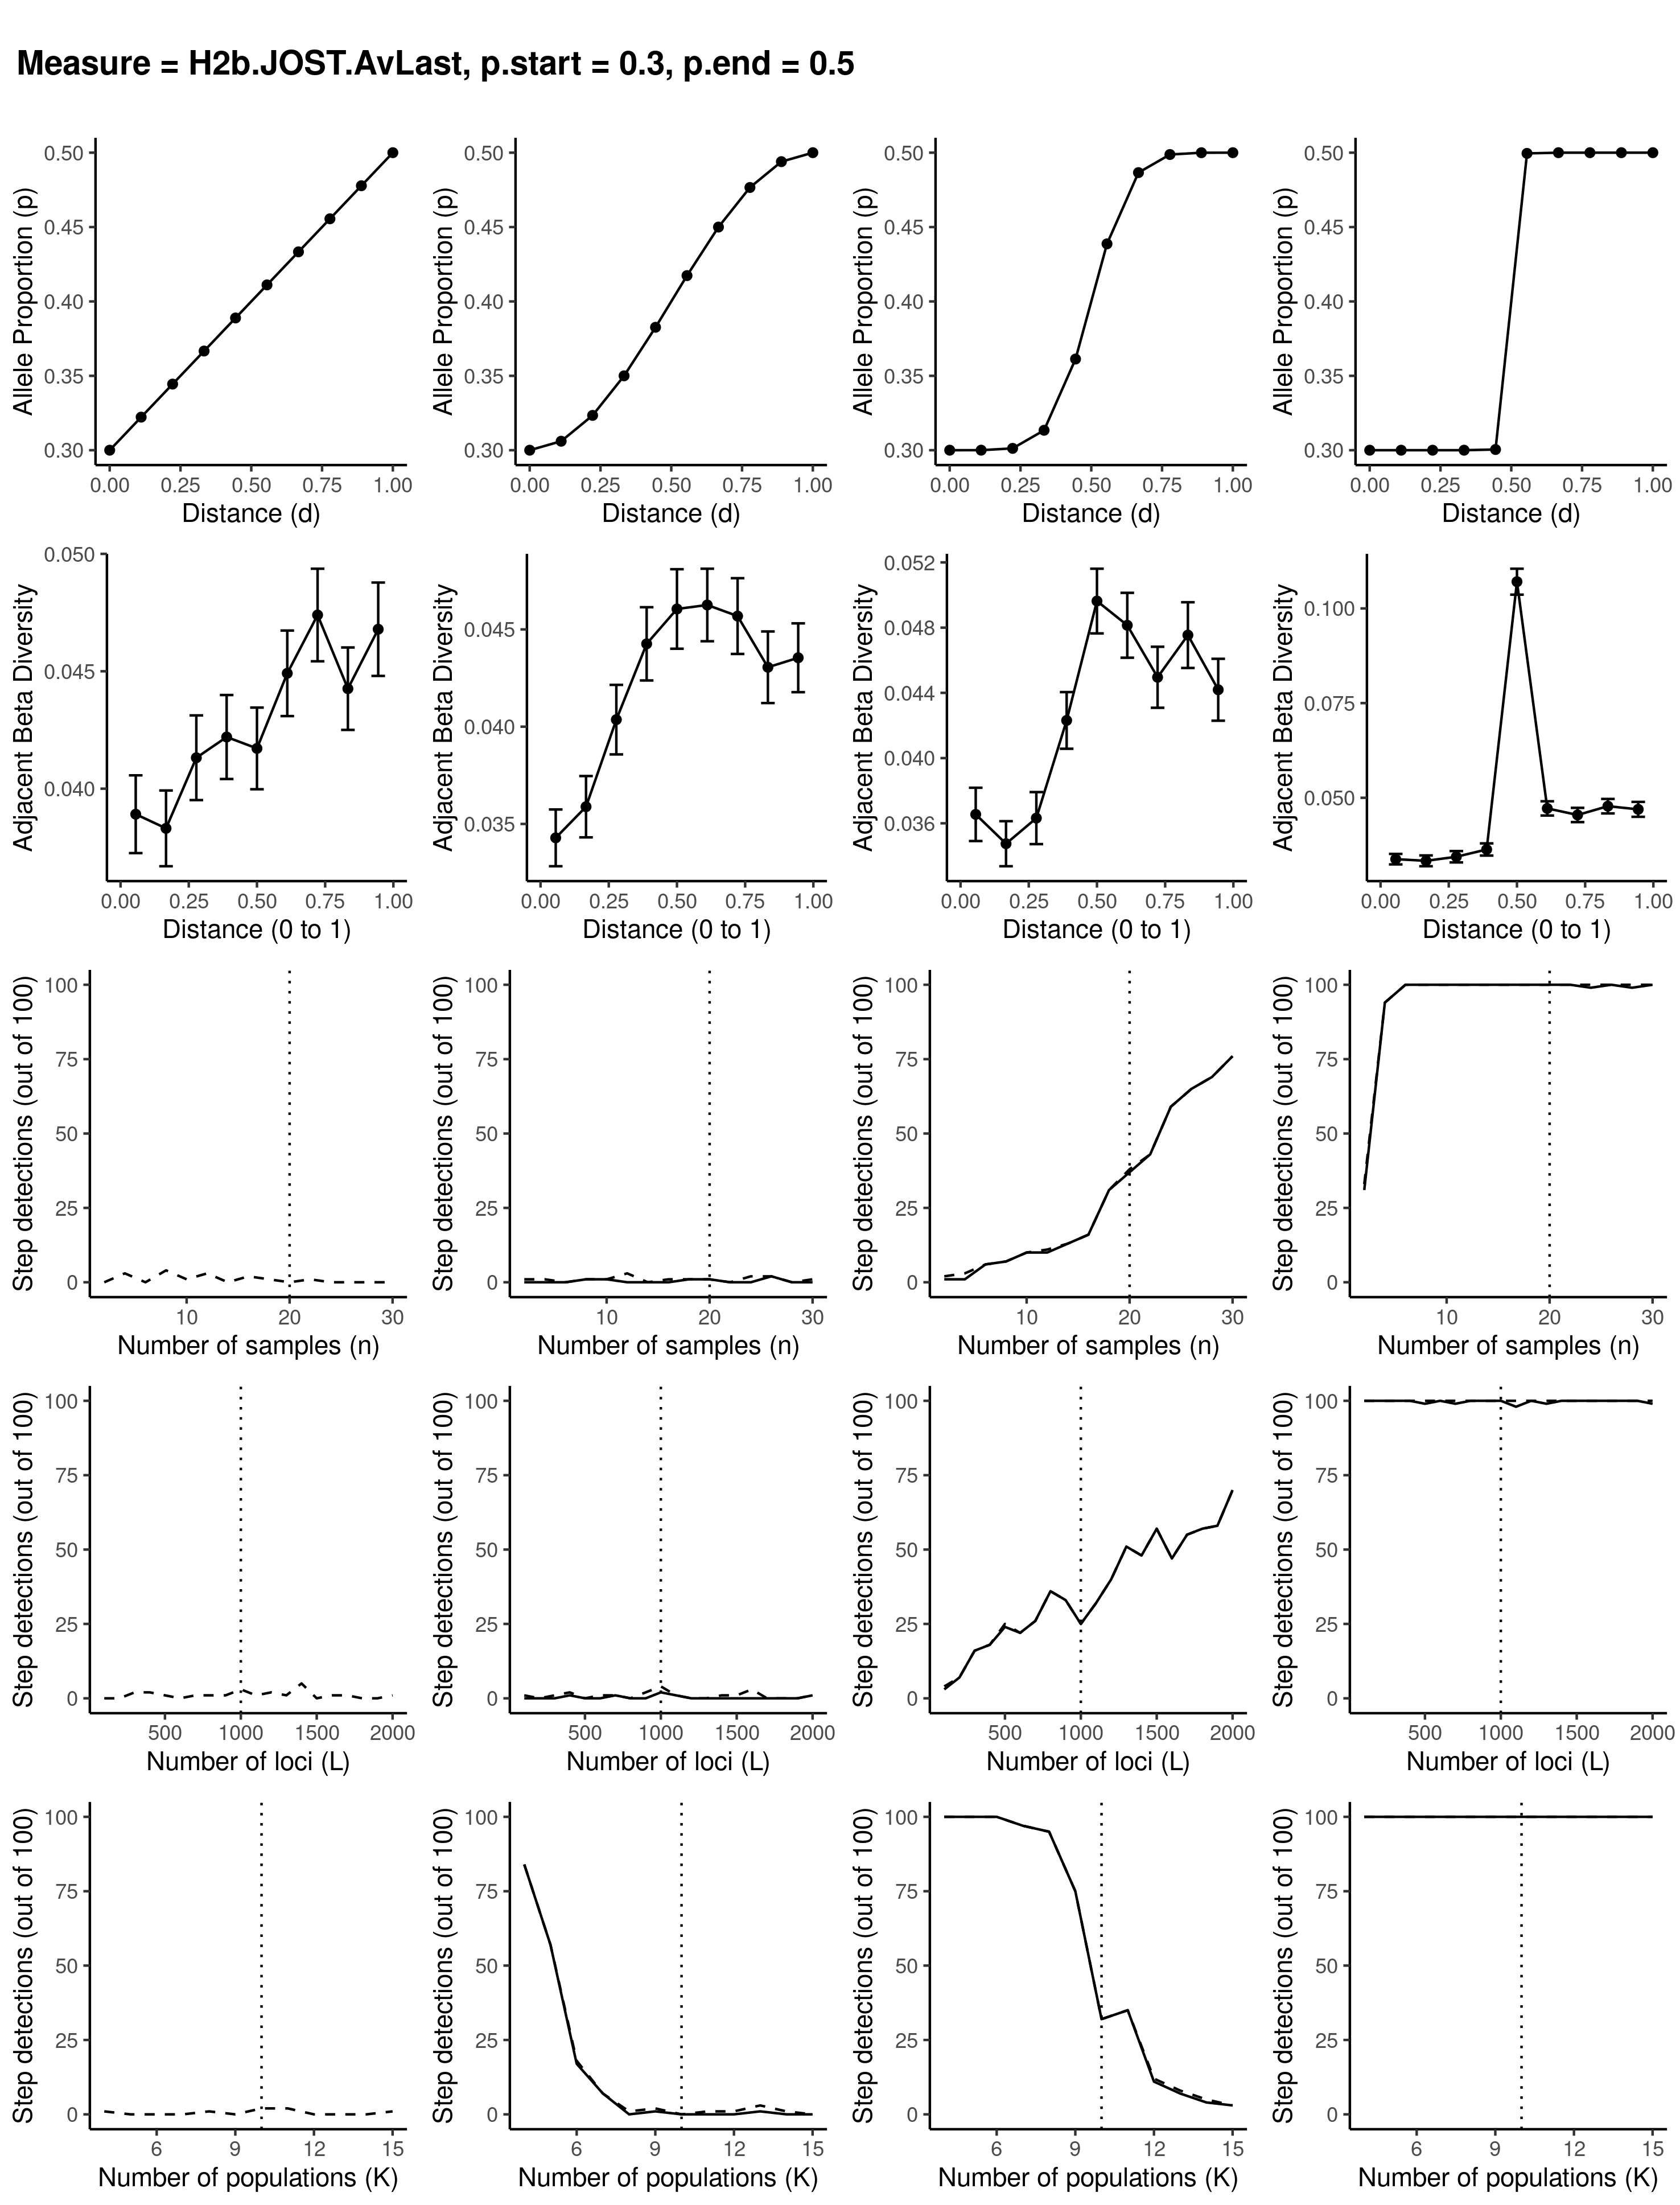 Measure = H2b.JOST.AvLast, p.start = 0.3, p.end = 0.5
Allele Proportion (p)
0.50
0.45
0.40
0.35
0.30
0.00 0.25 0.50 0.75 1.00
Distance (d)
Allele Proportion (p)
0.50
0.45
0.40
0.35
0.30
0.00 0.25 0.50 0.75 1.00
Distance (d)
Allele Proportion (p)
0.50
0.45
0.40
0.35
0.30
0.00 0.25 0.50 0.75 1.00
Distance (d)
Allele Proportion (p)
0.50
0.45
0.40
0.35
0.30
0.00 0.25 0.50 0.75 1.00
Distance (d)
Adjacent Beta Diversity
0.050
0.045
0.040
0.00 0.25 0.50 0.75 1.00
Distance (0 to 1)
Adjacent Beta Diversity
0.045
0.040
0.035
0.00 0.25 0.50 0.75 1.00
Distance (0 to 1)
Adjacent Beta Diversity
0.052
0.048
0.044
0.040
0.036
0.00 0.25 0.50 0.75 1.00
Distance (0 to 1)
Adjacent Beta Diversity
0.100
0.075
0.050
0.00 0.25 0.50 0.75 1.00
Distance (0 to 1)
Step detections (out of 100)
100
75
50
25
0
10 20 30
Number of samples (n)
Step detections (out of 100)
100
75
50
25
0
10 20 30
Number of samples (n)
Step detections (out of 100)
100
75
50
25
0
10 20 30
Number of samples (n)
Step detections (out of 100)
100
75
50
25
0
10 20 30
Number of samples (n)
Step detections (out of 100)
100
75
50
25
0
500 1000 1500 2000
Number of loci (L)
Step detections (out of 100)
100
75
50
25
0
500 1000 1500 2000
Number of loci (L)
Step detections (out of 100)
100
75
50
25
0
500 1000 1500 2000
Number of loci (L)
Step detections (out of 100)
100
75
50
25
0
500 1000 1500 2000
Number of loci (L)
Step detections (out of 100)
100
75
50
25
0
6 9 12 15
Number of populations (K)
Step detections (out of 100)
100
75
50
25
0
6 9 12 15
Number of populations (K)
Step detections (out of 100)
100
75
50
25
0
6 9 12 15
Number of populations (K)
Step detections (out of 100)
100
75
50
25
0
6 9 12 15
Number of populations (K)